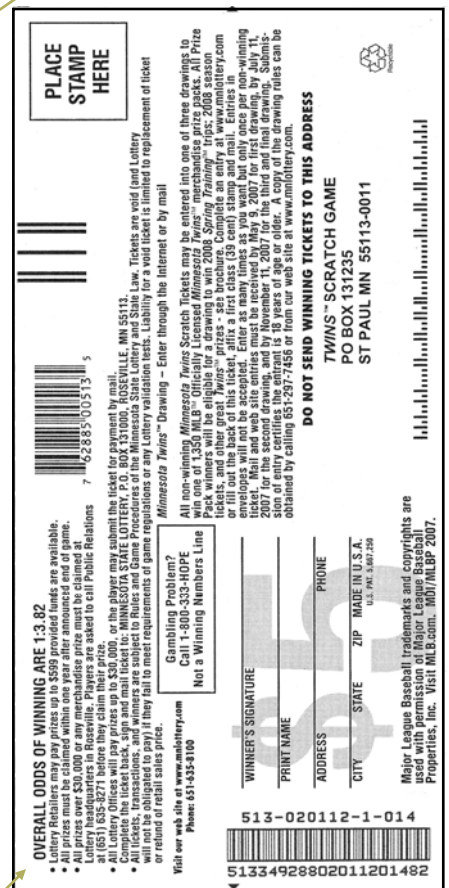 OVERALL ODDS OF WINNING ARE 1:3.82
• Lottery Retailers may pay prizes up to $599 provided funds are available.
• All prizes must be claimed within one year after announced end of game.
• All prizes over $30,000 or any merchandise prize must be claimed at
Lottery headquarters in Roseville. Players are asked to call Public Relations
at (651) 635-8271 before they claim their prize.
• All Lottery Offices will pay prizes up to $30,000, or the player may submit the ticket for payment by mail.
Complete the ticket back, sign and mail ticket to: MINNESOTA STATE LOTTERY, P.O. BOX 131000, ROSEVILLE, MN 55113.
• All tickets, transactions, and winners are subject to Rules and Game Procedures of the Minnesota State Lottery and State Law. Tickets are void (and Lottery
will not be obligated to pay) if they fail to meet requirements of game regulations or any Lottery validation tests. Liability for a void ticket is limited to replacement of ticket
or refund of retail sales price.
7 62885 00513 5
PLACE
STAMP
HERE
Visit our web site at www.mnlottery.com
Phone: 651-635-8100
Gambling Problem?
Call 1-800-333-HOPE
Not a Winning Numbers Line
Minnesota Twins™ Drawing – Enter through the Internet or by mail
All non-winning Minnesota Twins Scratch Tickets may be entered into one of three drawings to
win one of 1,350 MLB™ Officially Licensed Minnesota Twins™ merchandise prize packs. All Prize
Pack winners will be eligible for a drawing to win 2008 Spring Training™ trips; 2008 season
tickets, and other great Twins™ prizes - see brochure. Complete an entry at www.mnlottery.com
or fill out the back of this ticket, affix a first class (39 cent) stamp and mail. Entries in
envelopes will not be accepted. Enter as many times as you want but only once per non-winning
ticket. Mail and web site entries must be received by May 9, 2007 for first drawing, by July 11,
2007 for the second drawing, and by November 11, 2007 for the third and final drawing. Submis-
sion of entry certifies the entrant is 18 years of age or older. A copy of the drawing rules can be
obtained by calling 651-297-7456 or from our web site at www.mnlottery.com.
DO NOT SEND WINNING TICKETS TO THIS ADDRESS
TWINS™ SCRATCH GAME
PO BOX 131235
ST PAUL MN 55113-0011
Recyclable
$5
WINNER'S SIGNATURE
PRINT NAME
ADDRESS PHONE
CITY STATE ZIP MADE IN U.S.A.
U.S. PAT. 5,667,250
Major League Baseball trademarks and copyrights are
used with permission of Major League Baseball
Properties, Inc. Visit MLB.com. MDI/MLBP 2007.
513-020112-1-014
51334928802011201482